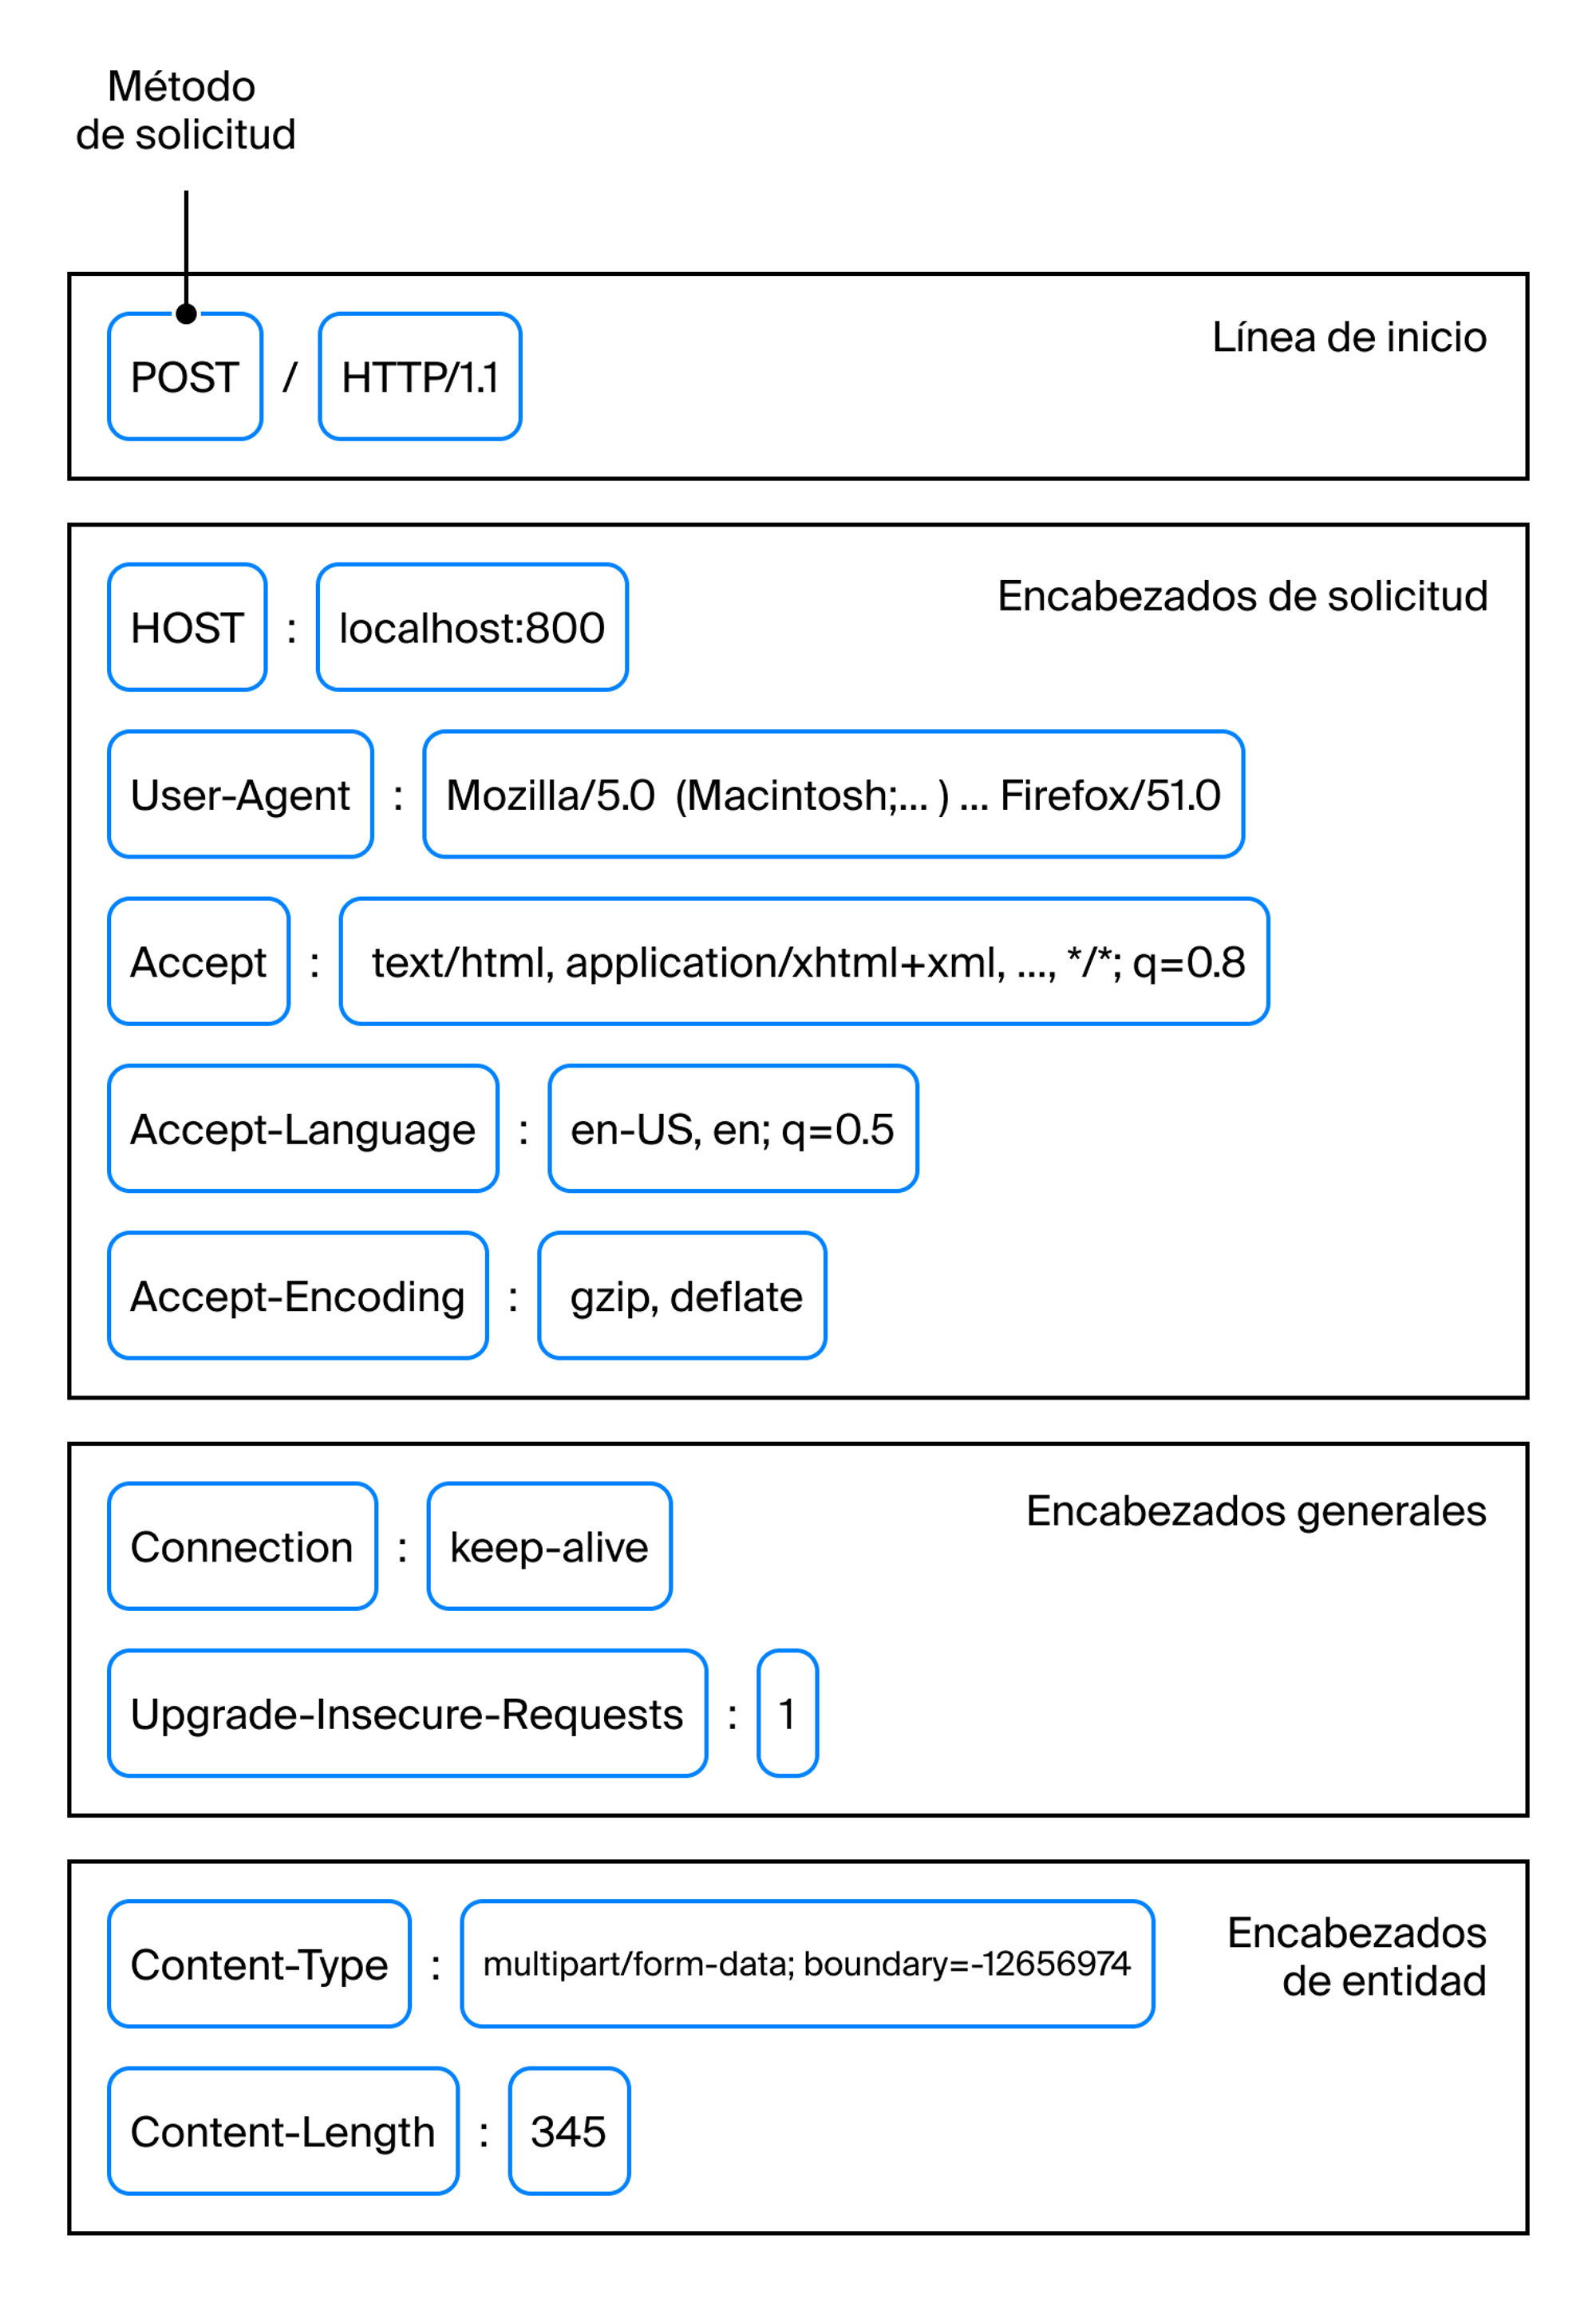 Método
de solicitud
Línea de inicio
POST / HTTP/1.1
Encabezados de solicitud
HOST : localhost:800
User-Agent : Mozilla/5.0 (Macintosh;... ) ... Firefox/51.0
Accept : text/html, application/xhtml+xml, ..., */*; q=0.8
Accept-Language : en-US, en; q=0.5
Accept-Encoding : gzip, deflate
Encabezados generales
Connection : keep-alive
Upgrade-Insecure-Requests : 1
Encabezados
de entidad
Content-Type : multipart/form-data; boundary=-12656974
Content-Length : 345